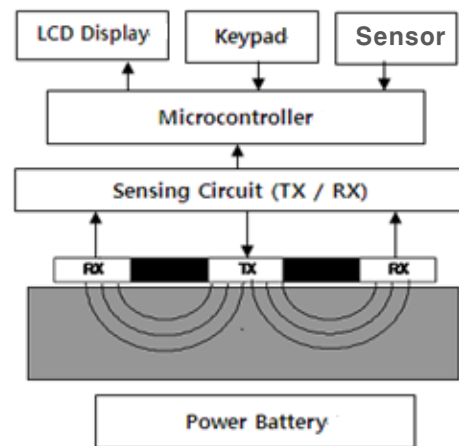 LCD Display
Keypad
Sensor
Microcontroller
Sensing Circuit (TX / RX)
RX
TX
RX
Power Battery